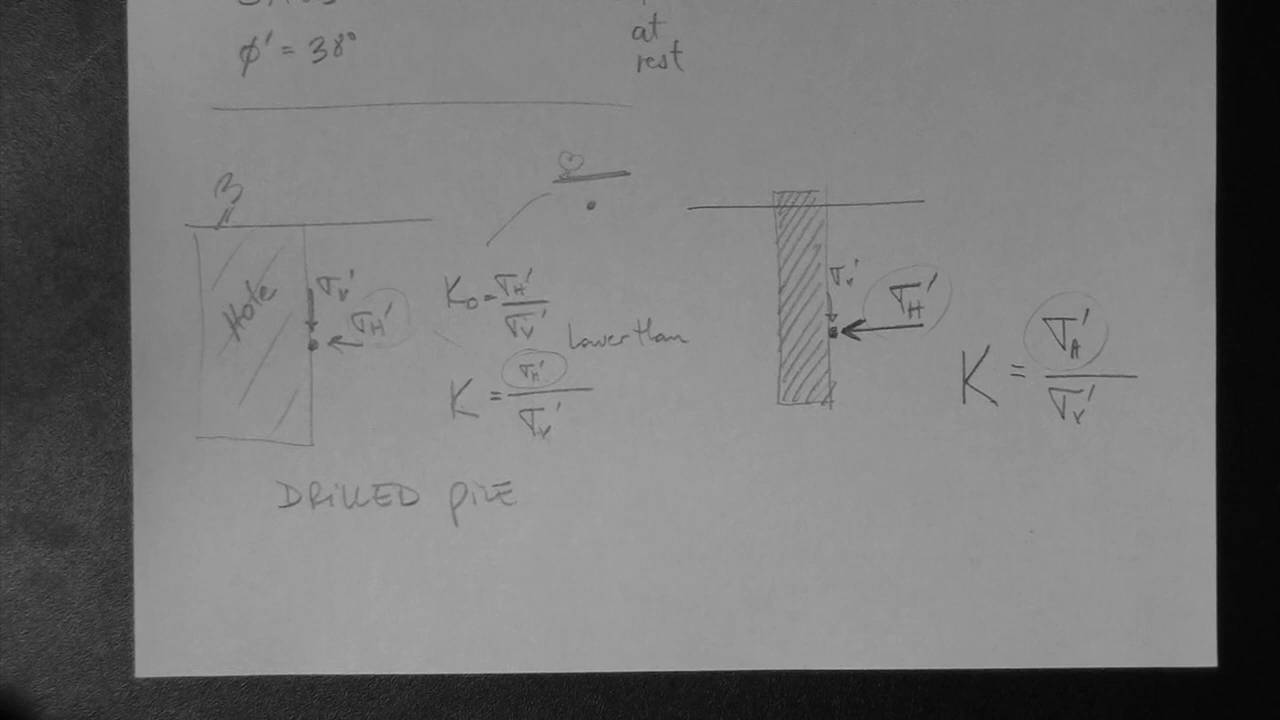 φ' = 38°
at
rest
3
Hole
σv'
σH'
K0 = σH' / σv'
Lower than
K = σH' / σv'
DRILLED PILE
σv'
σH'
K = σH' / σv'